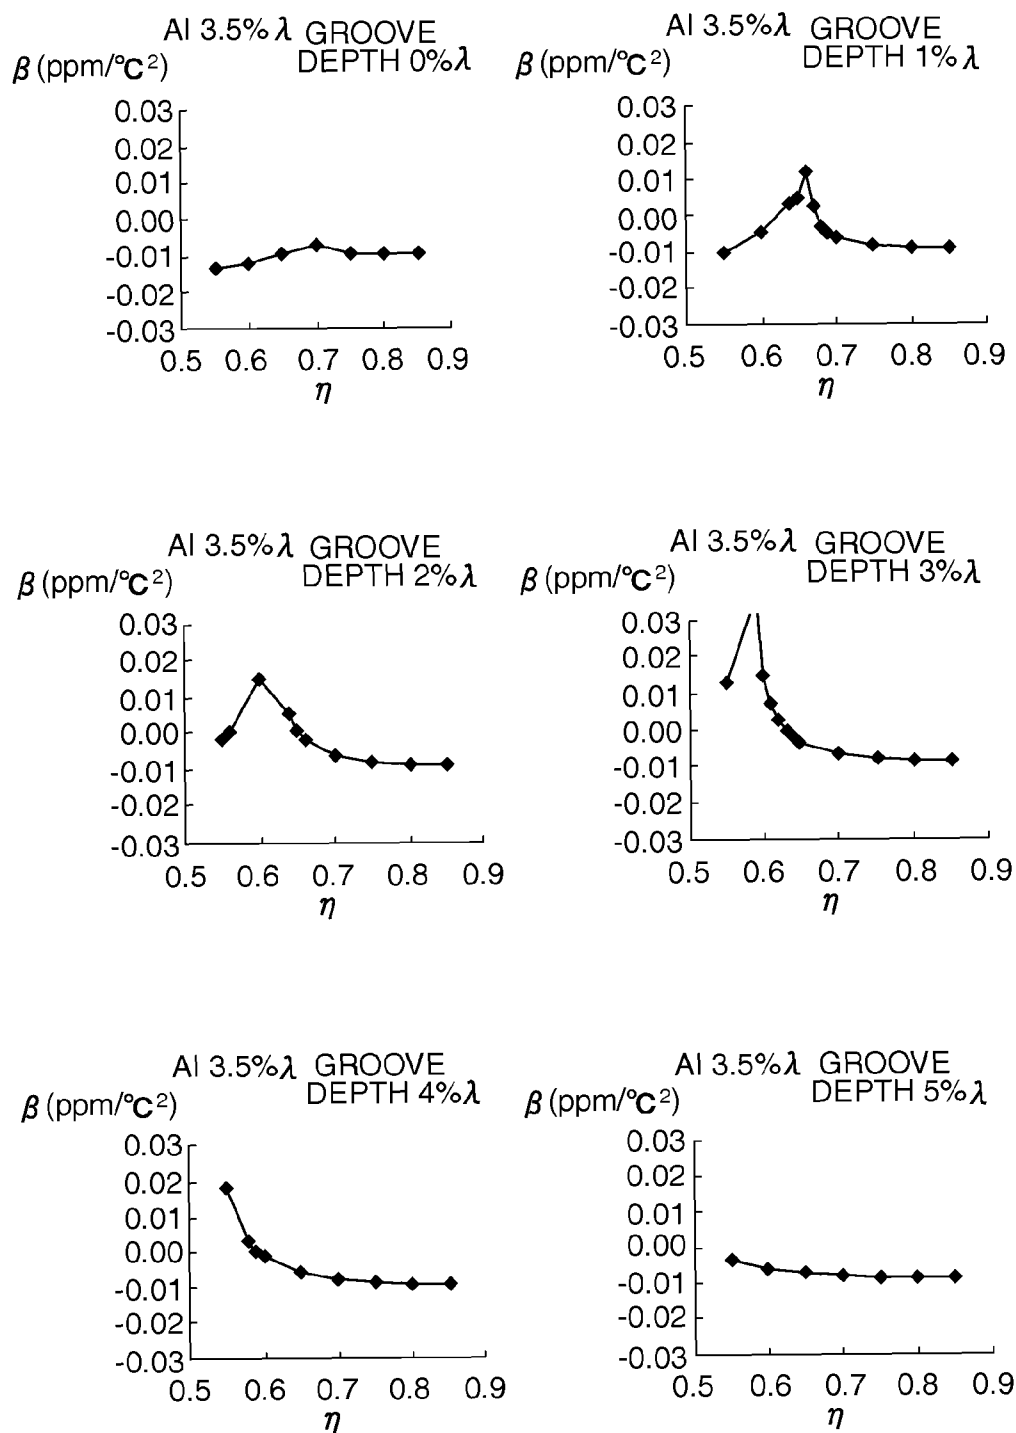 Al 3.5%λ GROOVE
DEPTH 0%λ
β (ppm/°C²)
0.03
0.02
0.01
0.00
-0.01
-0.02
-0.03
0.5 0.6 0.7 0.8 0.9
η
Al 3.5%λ GROOVE
DEPTH 1%λ
β (ppm/°C²)
0.03
0.02
0.01
0.00
-0.01
-0.02
-0.03
0.5 0.6 0.7 0.8 0.9
η
Al 3.5%λ GROOVE
DEPTH 2%λ
β (ppm/°C²)
0.03
0.02
0.01
0.00
-0.01
-0.02
-0.03
0.5 0.6 0.7 0.8 0.9
η
Al 3.5%λ GROOVE
DEPTH 3%λ
β (ppm/°C²)
0.03
0.02
0.01
0.00
-0.01
-0.02
-0.03
0.5 0.6 0.7 0.8 0.9
η
Al 3.5%λ GROOVE
DEPTH 4%λ
β (ppm/°C²)
0.03
0.02
0.01
0.00
-0.01
-0.02
-0.03
0.5 0.6 0.7 0.8 0.9
η
Al 3.5%λ GROOVE
DEPTH 5%λ
β (ppm/°C²)
0.03
0.02
0.01
0.00
-0.01
-0.02
-0.03
0.5 0.6 0.7 0.8 0.9
η